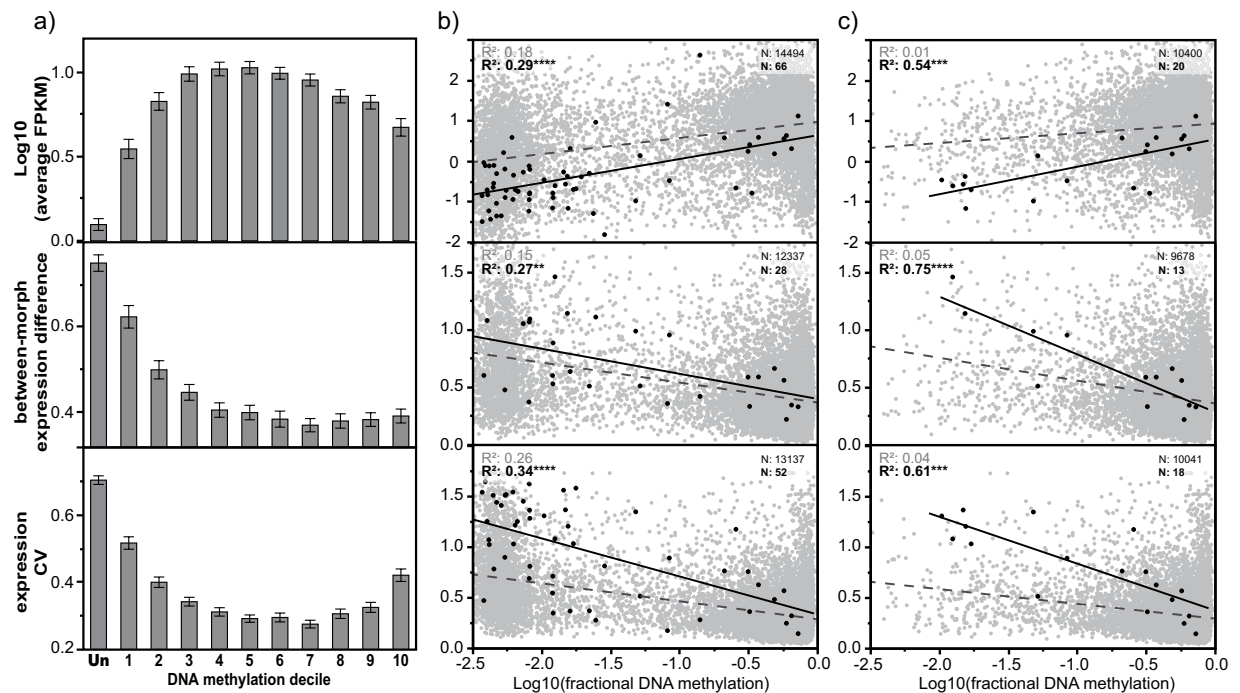 a)
b)
c)
Log10
(average FPKM)
1.0
0.5
0.0
between-morph
expression difference
0.6
0.4
expression
CV
0.6
0.4
0.2
Un 1 2 3 4 5 6 7 8 9 10
DNA methylation decile
R²: 0.18
R²: 0.29****
N: 14494
N: 66
2
1
0
-1
-2
R²: 0.15
R²: 0.27**
N: 12337
N: 28
1.5
1.0
0.5
0.0
R²: 0.26
R²: 0.34****
N: 13137
N: 52
1.5
1.0
0.5
0.0
-2.5 -2.0 -1.5 -1.0 -0.5 0.0
Log10(fractional DNA methylation)
R²: 0.01
R²: 0.54***
N: 10400
N: 20
2
1
0
-1
-2
R²: 0.05
R²: 0.75****
N: 9678
N: 13
1.5
1.0
0.5
0.0
R²: 0.04
R²: 0.61***
N: 10041
N: 18
1.5
1.0
0.5
0.0
-2.5 -2.0 -1.5 -1.0 -0.5 0.0
Log10(fractional DNA methylation)